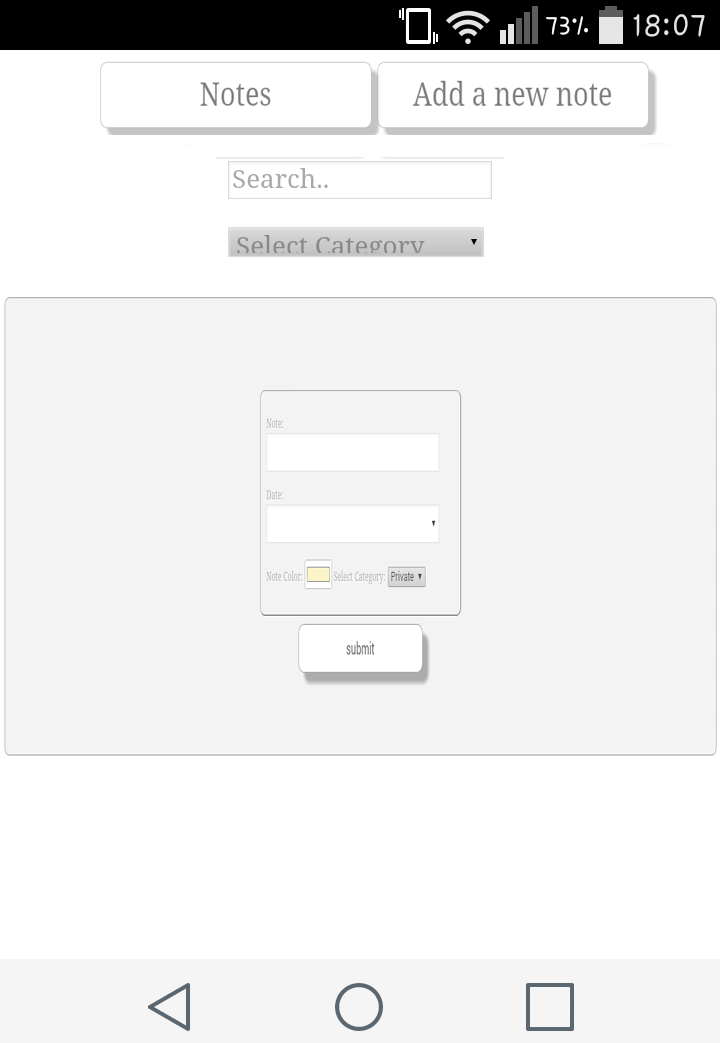 73% 18:07
Notes Add a new note
Search..
Select Category
Note:
Date:
Note Color: Select Category: Private
submit